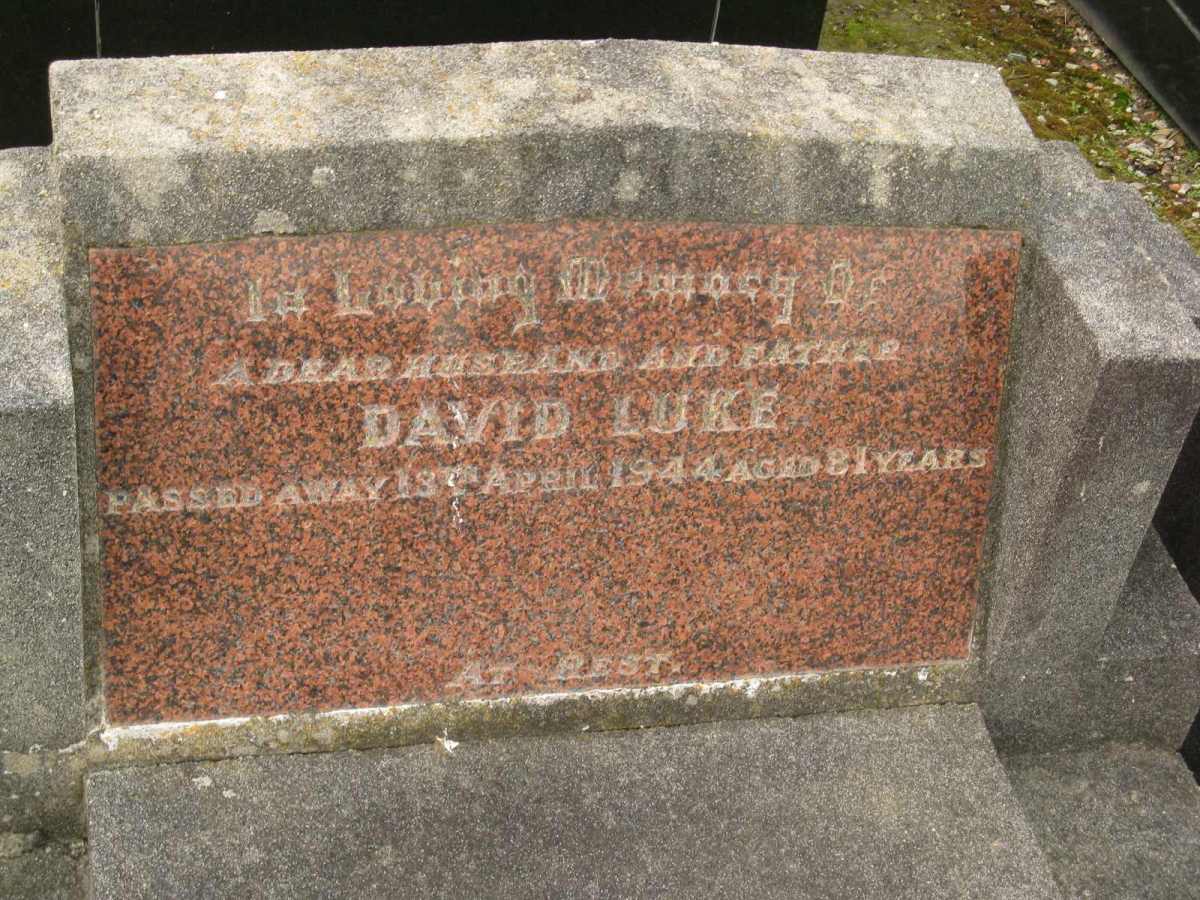 In Loving Memory Of
A DEAR HUSBAND AND FATHER
DAVID LUKE
PASSED AWAY 13TH APRIL 1944 AGED 81 YEARS
AT REST.